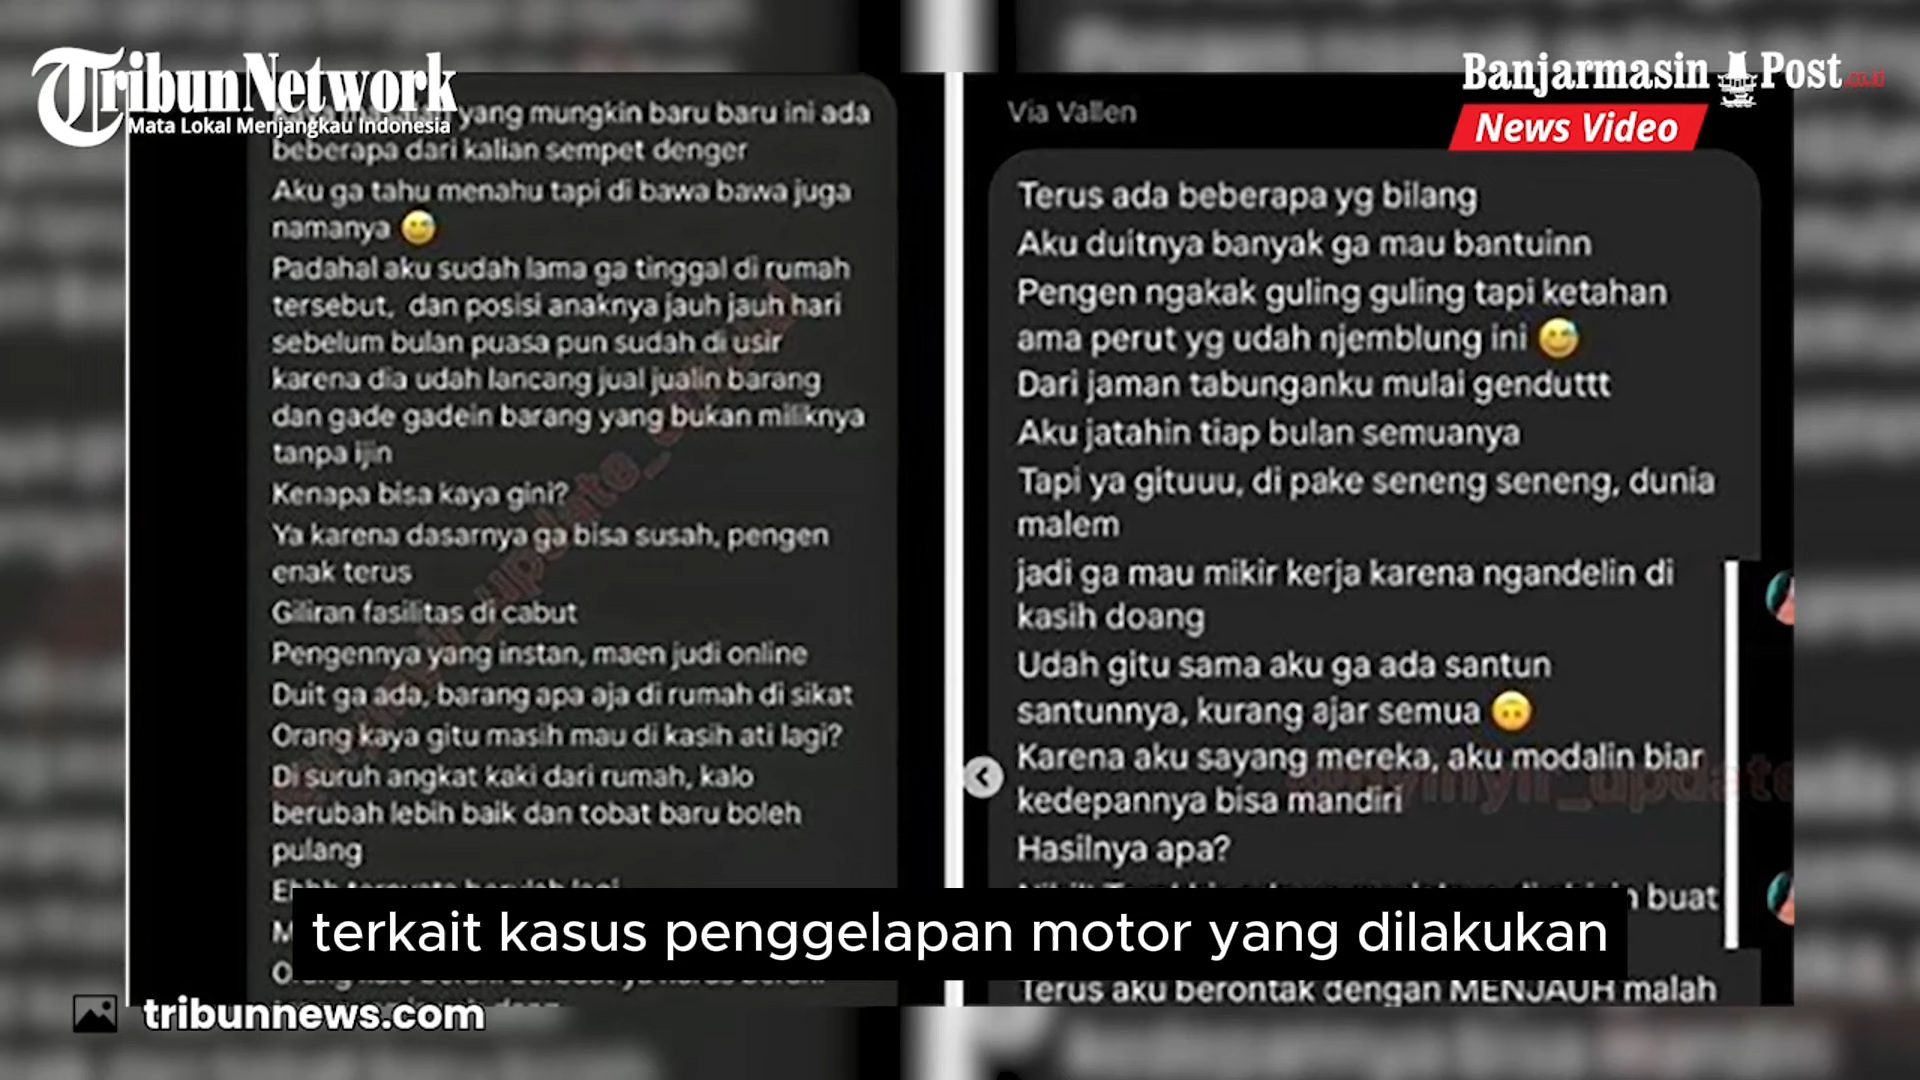 TribunNetwork
Mata Lokal Menjangkau Indonesia
Banjarmasin Post.co.id
News Video
yang mungkin baru baru ini ada
beberapa dari kalian sempet denger
Aku ga tahu menahu tapi di bawa bawa juga
namanya 😅
Padahal aku sudah lama ga tinggal di rumah
tersebut, dan posisi anaknya jauh jauh hari
sebelum bulan puasa pun sudah di usir
karena dia udah lancang jual jualin barang
dan gade gadein barang yang bukan miliknya
tanpa ijin
Kenapa bisa kaya gini?
Ya karena dasarnya ga bisa susah, pengen
enak terus
Giliran fasilitas di cabut
Pengennya yang instan, maen judi online
Duit ga ada, barang apa aja di rumah di sikat
Orang kaya gitu masih mau di kasih ati lagi?
Di suruh angkat kaki dari rumah, kalo
berubah lebih baik dan tobat baru boleh
pulang
Via Vallen
Terus ada beberapa yg bilang
Aku duitnya banyak ga mau bantuinn
Pengen ngakak guling guling tapi ketahan
ama perut yg udah njemblung ini 😅
Dari jaman tabunganku mulai genduttt
Aku jatahin tiap bulan semuanya
Tapi ya gituuu, di pake seneng seneng, dunia
malem
jadi ga mau mikir kerja karena ngandelin di
kasih doang
Udah gitu sama aku ga ada santun
santunnya, kurang ajar semua 🙃
Karena aku sayang mereka, aku modalin biar
kedepannya bisa mandiri
Hasilnya apa?
buat
Terus aku berontak dengan MENJAUH malah
terkait kasus penggelapan motor yang dilakukan
tribunnews.com